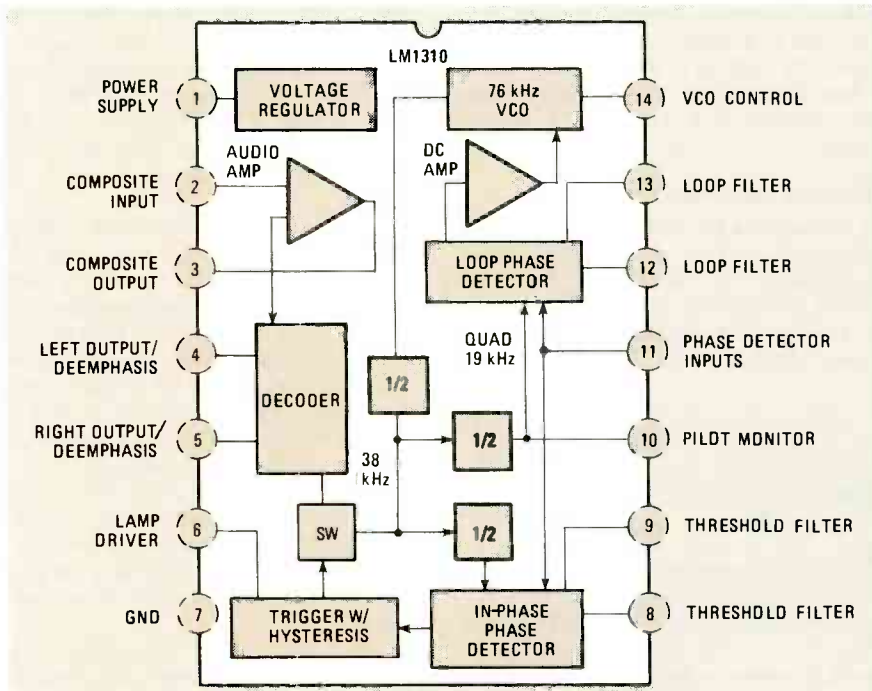 LM1310
POWER
SUPPLY
1
VOLTAGE
REGULATOR
76 kHz
VCO
14
VCO CONTROL
AUDIO
AMP
DC
AMP
COMPOSITE
INPUT
2
13
LOOP FILTER
COMPOSITE
OUTPUT
3
LOOP PHASE
DETECTOR
12
LOOP FILTER
LEFT OUTPUT/
DEEMPHASIS
4
QUAD
19 kHz
11
PHASE DETECTOR
INPUTS
DECODER
1/2
RIGHT OUTPUT/
DEEMPHASIS
5
1/2
10
PILOT MONITOR
38
kHz
LAMP
DRIVER
6
SW
1/2
9
THRESHOLD FILTER
GND
7
TRIGGER W/
HYSTERESIS
IN-PHASE
PHASE
DETECTOR
8
THRESHOLD FILTER